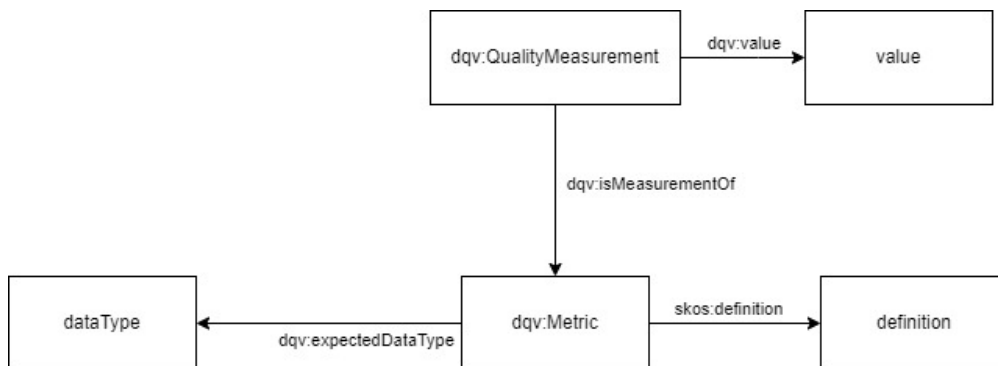 dqv:QualityMeasurement
dqv:value
value
dqv:isMeasurementOf
dataType
dqv:expectedDataType
dqv:Metric
skos:definition
definition